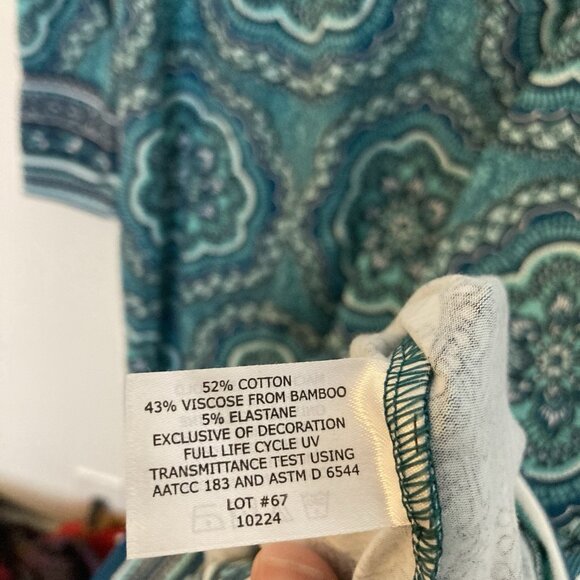 52% COTTON
43% VISCOSE FROM BAMBOO
5% ELASTANE
EXCLUSIVE OF DECORATION
FULL LIFE CYCLE UV
TRANSMITTANCE TEST USING
AATCC 183 AND ASTM D 6544
LOT #67
10224